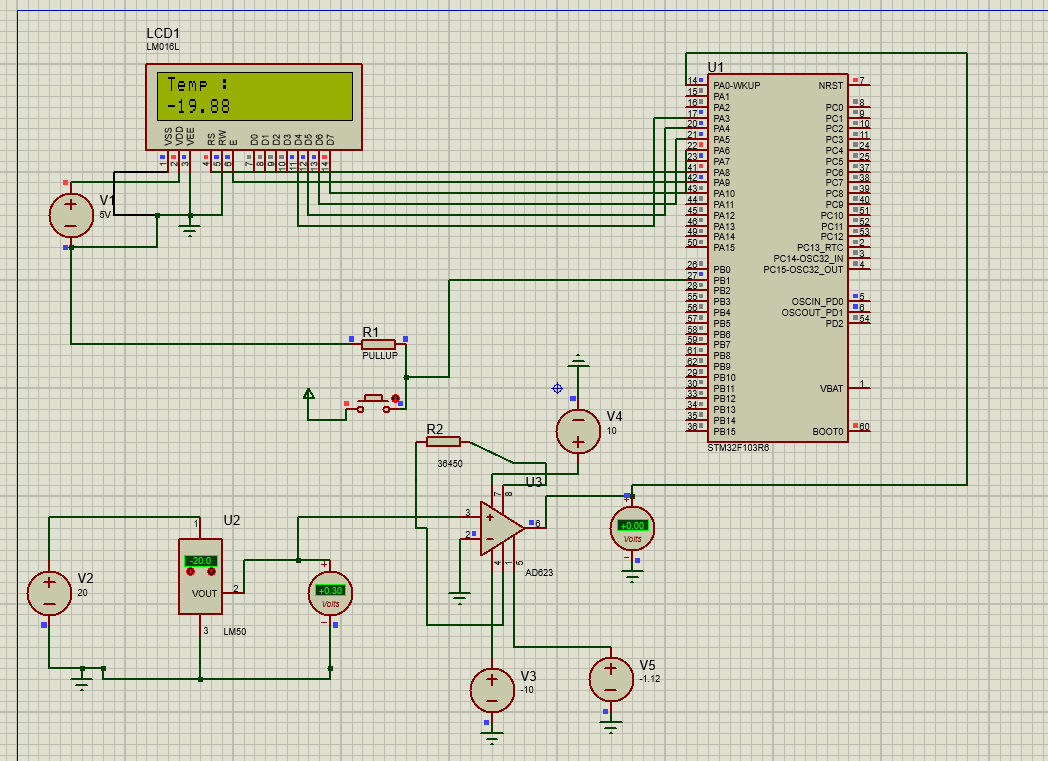 LCD1
LM016L
Temp :
-19.88
VSS
VDD
VEE
RS
RW
E
D0
D1
D2
D3
D4
D5
D6
D7
1
2
3
4
5
6
7
8
9
10
11
12
13
14
V1
5V
U1
14 PA0-WKUP NRST 7
15 PA1
16 PA2 PC0 8
17 PA3 PC1 9
20 PA4 PC2 10
21 PA5 PC3 11
22 PA6 PC4 24
23 PA7 PC5 25
41 PA8 PC6 37
42 PA9 PC7 38
43 PA10 PC8 39
44 PA11 PC9 40
45 PA12 PC10 51
46 PA13 PC11 52
49 PA14 PC12 53
50 PA15 PC13_RTC 2
PC14-OSC32_IN 3
26 PB0 PC15-OSC32_OUT 4
27 PB1
28 PB2
55 PB3 OSCIN_PD0 5
56 PB4 OSCOUT_PD1 6
57 PB5 PD2 54
58 PB6
59 PB7
61 PB8
62 PB9
29 PB10
30 PB11 VBAT 1
33 PB12
34 PB13
35 PB14
36 PB15 BOOT0 60
STM32F103R6
R1
PULLUP
V4
10
R2
36450
U3
7
8
3
2
6
4
1
5
AD623
+0.00
Volts
U2
1
-20.0
VOUT
2
3
LM50
V2
20
+0.30
Volts
V3
-10
V5
-1.12